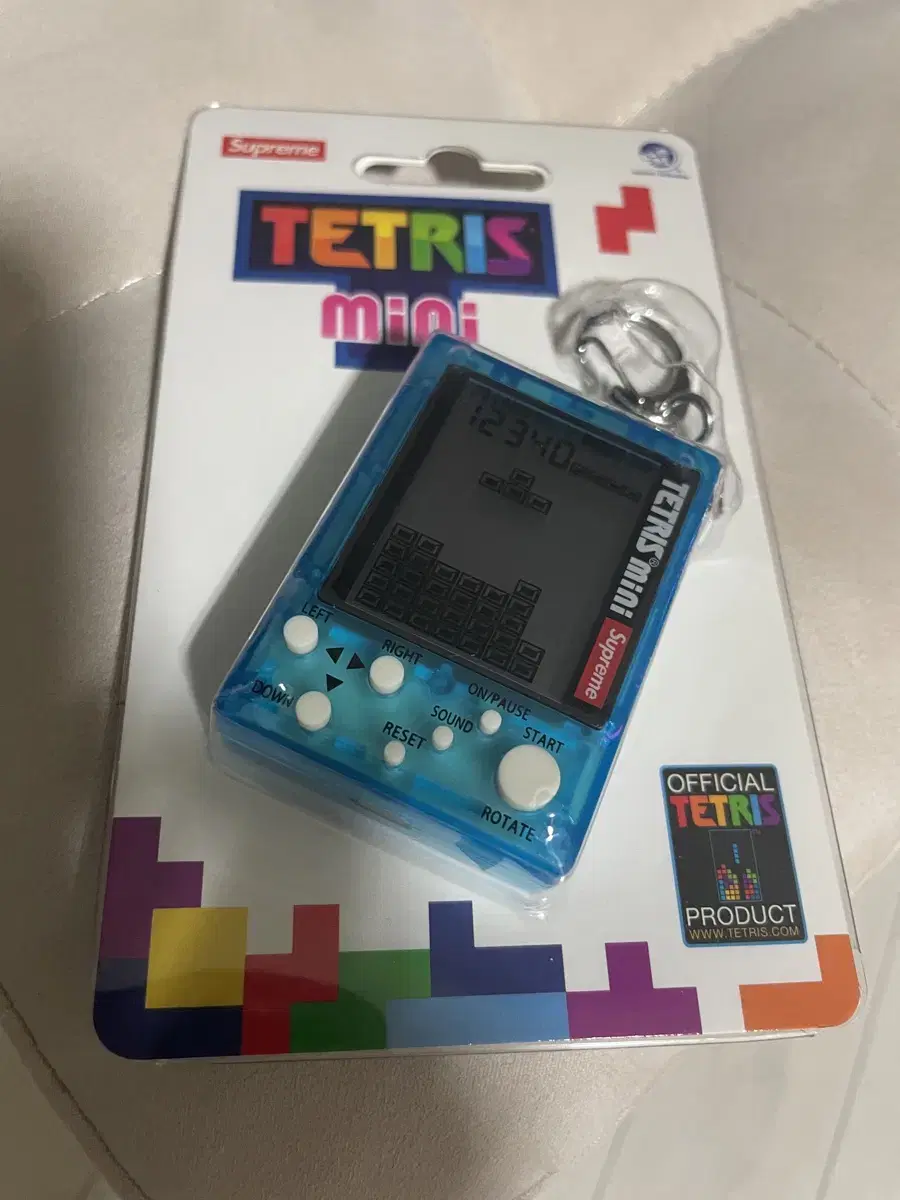 Supreme
TETRIS
mini
12340
TETRIS® mini
Supreme
LEFT
RIGHT
DOWN
ON/PAUSE
SOUND
START
RESET
ROTATE
OFFICIAL
TETRIS
PRODUCT
WWW.TETRIS.COM